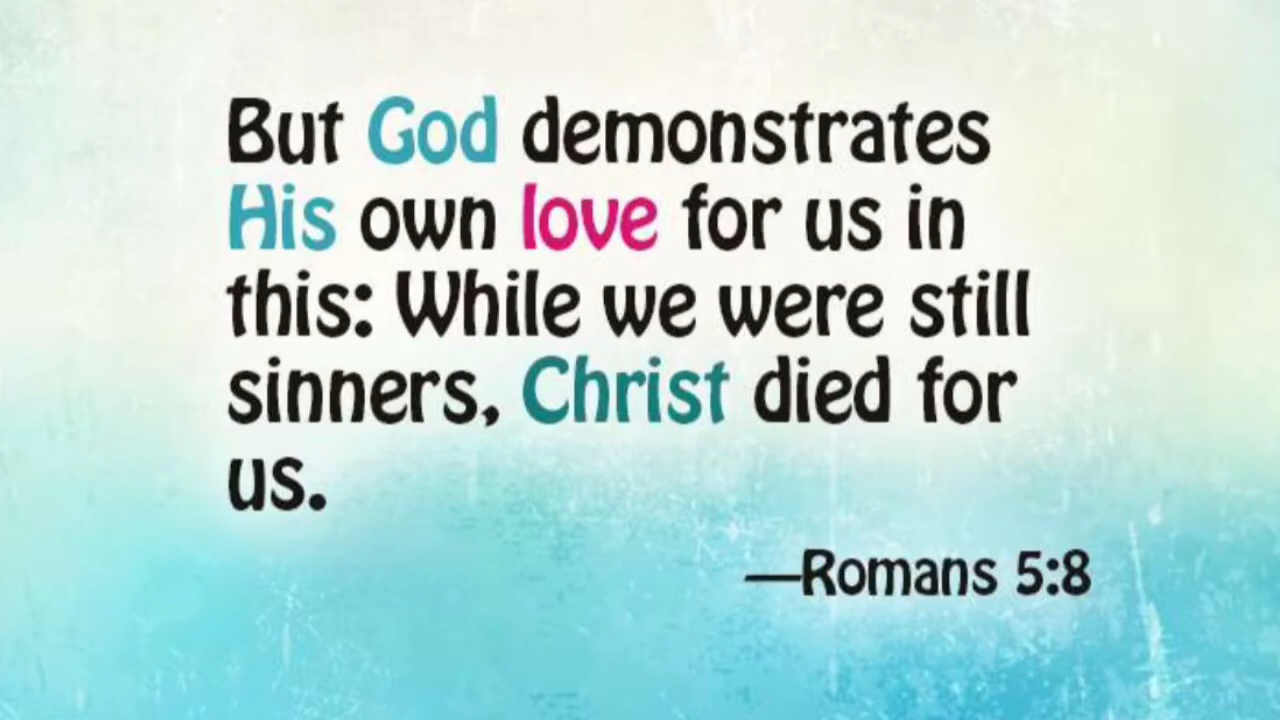 But God demonstrates
His own love for us in
this: While we were still
sinners, Christ died for
us.
—Romans 5:8